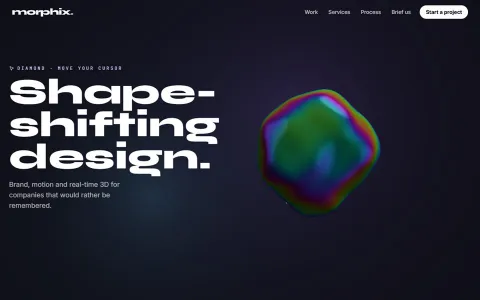 morphix.
Work Services Process Brief us Start a project
DIAMOND - MOVE YOUR CURSOR
Shape-
shifting
design.
Brand, motion and real-time 3D for
companies that would rather be
remembered.